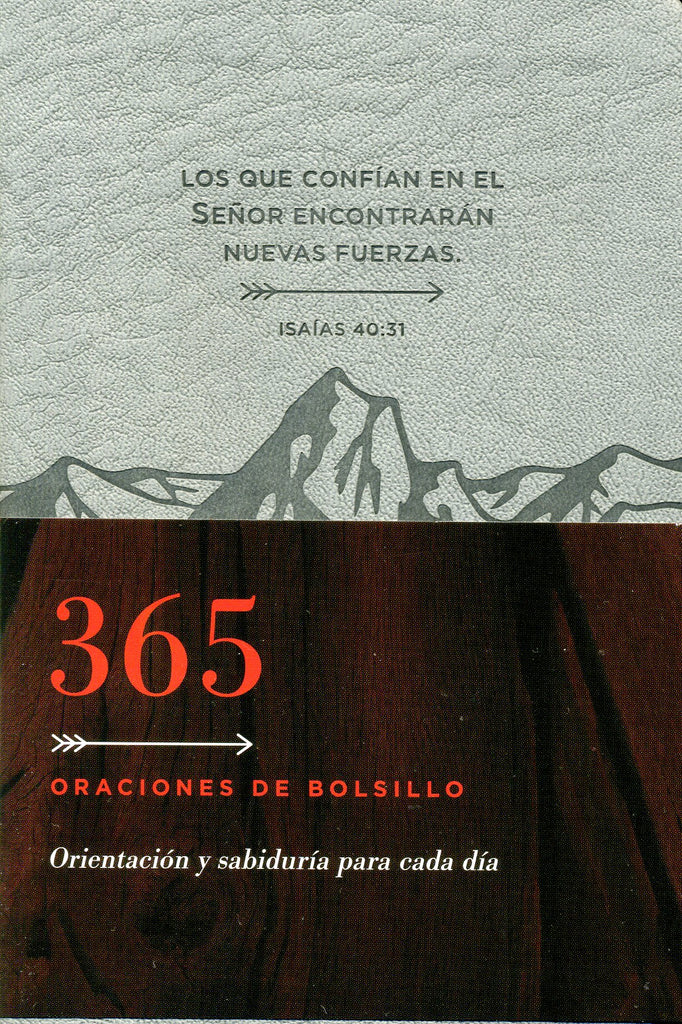 LOS QUE CONFÍAN EN EL
SEÑOR ENCONTRARÁN
NUEVAS FUERZAS.
ISAÍAS 40:31
365
ORACIONES DE BOLSILLO
Orientación y sabiduría para cada día